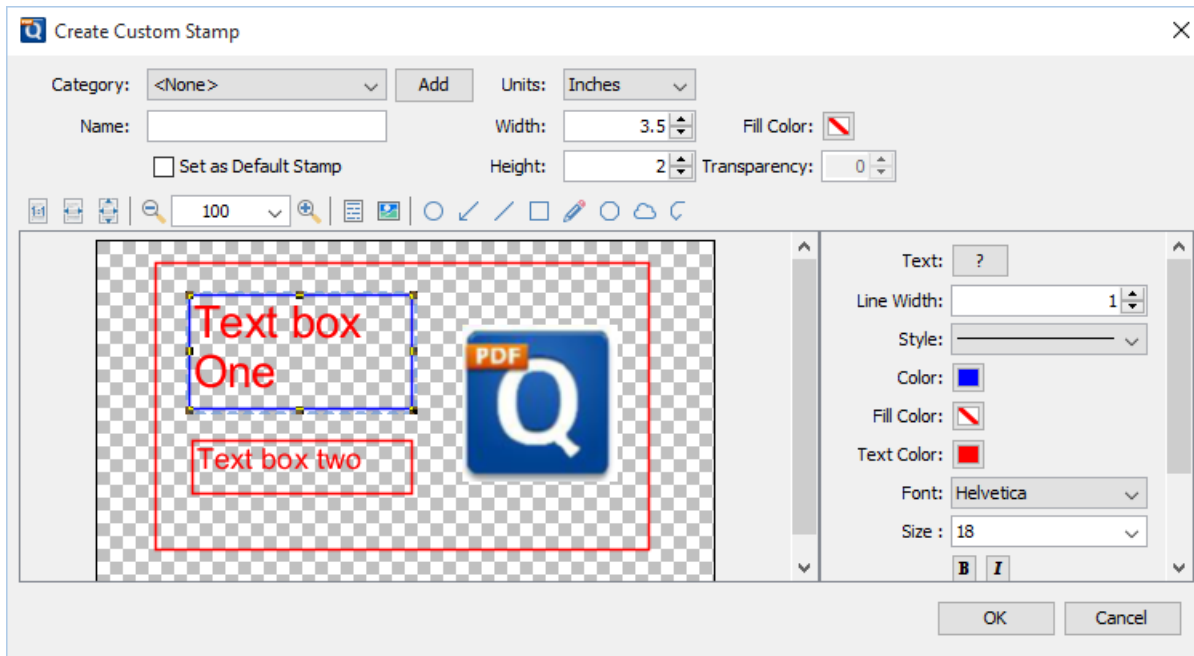 Create Custom Stamp
Category: <None> Add Units: Inches
Name: Width: 3.5 Fill Color:
Set as Default Stamp Height: 2 Transparency: 0
1:1 100
Text box
One
PDF
Q
Text box two
Text: ?
Line Width: 1
Style:
Color:
Fill Color:
Text Color:
Font: Helvetica
Size : 18
B I
OK Cancel